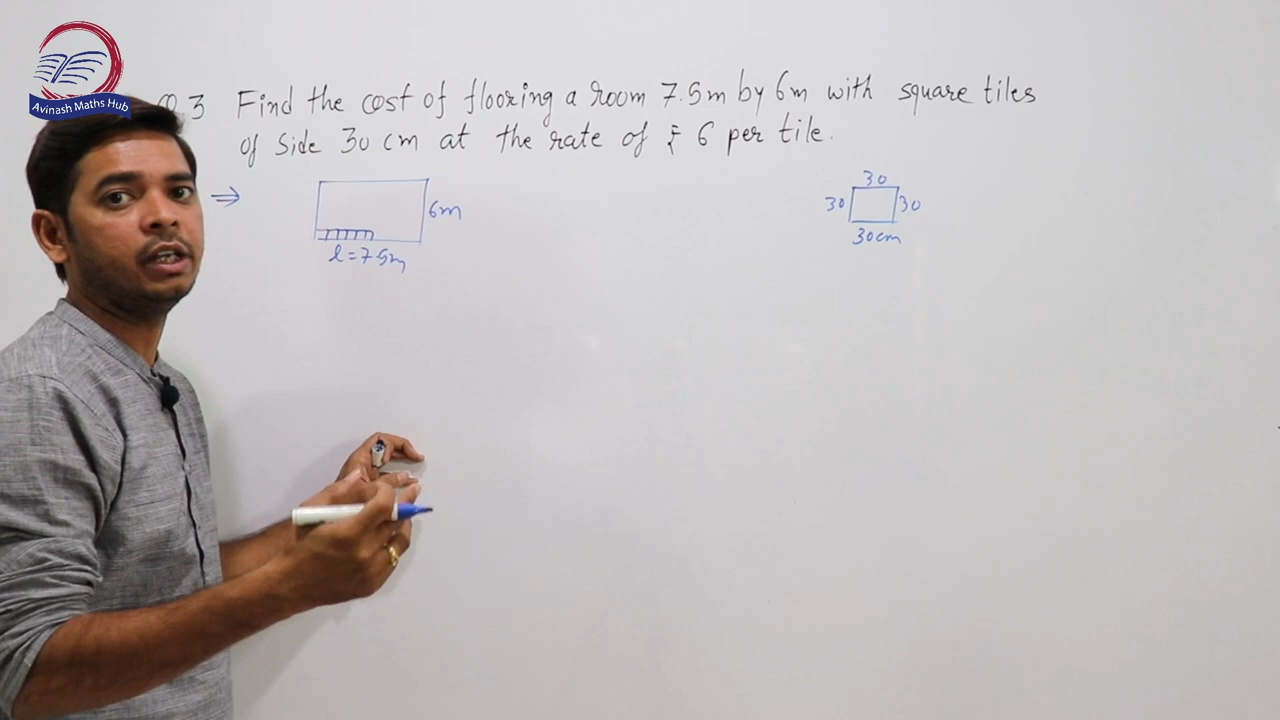 Avinash Maths Hub
Q.3 Find the cost of flooring a room 7.5m by 6m with square tiles
of side 30 cm at the rate of ₹ 6 per tile.
⇒
6m
l=7.5m
30
30 30
30cm